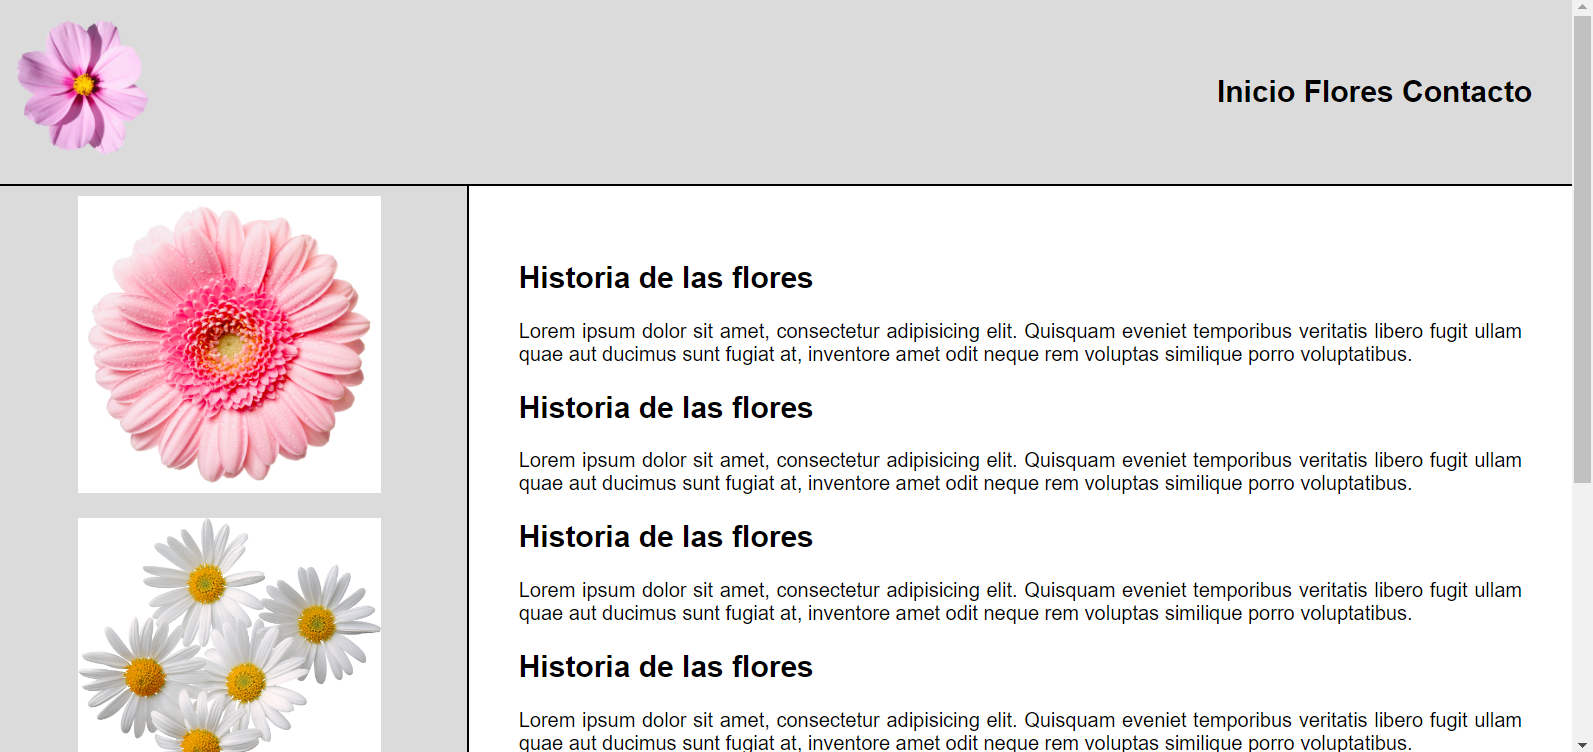 Inicio Flores Contacto
Historia de las flores
Lorem ipsum dolor sit amet, consectetur adipisicing elit. Quisquam eveniet temporibus veritatis libero fugit ullam
quae aut ducimus sunt fugiat at, inventore amet odit neque rem voluptas similique porro voluptatibus.
Historia de las flores
Lorem ipsum dolor sit amet, consectetur adipisicing elit. Quisquam eveniet temporibus veritatis libero fugit ullam
quae aut ducimus sunt fugiat at, inventore amet odit neque rem voluptas similique porro voluptatibus.
Historia de las flores
Lorem ipsum dolor sit amet, consectetur adipisicing elit. Quisquam eveniet temporibus veritatis libero fugit ullam
quae aut ducimus sunt fugiat at, inventore amet odit neque rem voluptas similique porro voluptatibus.
Historia de las flores
Lorem ipsum dolor sit amet, consectetur adipisicing elit. Quisquam eveniet temporibus veritatis libero fugit ullam
quae aut ducimus sunt fugiat at, inventore amet odit neque rem voluptas similique porro voluptatibus.